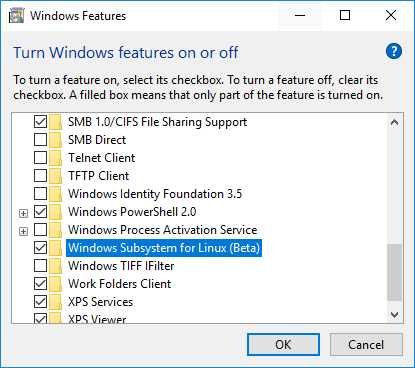 Windows Features
Turn Windows features on or off
?
To turn a feature on, select its checkbox. To turn a feature off, clear its
checkbox. A filled box means that only part of the feature is turned on.
SMB 1.0/CIFS File Sharing Support
SMB Direct
Telnet Client
TFTP Client
Windows Identity Foundation 3.5
Windows PowerShell 2.0
Windows Process Activation Service
Windows Subsystem for Linux (Beta)
Windows TIFF IFilter
Work Folders Client
XPS Services
XPS Viewer
OK
Cancel